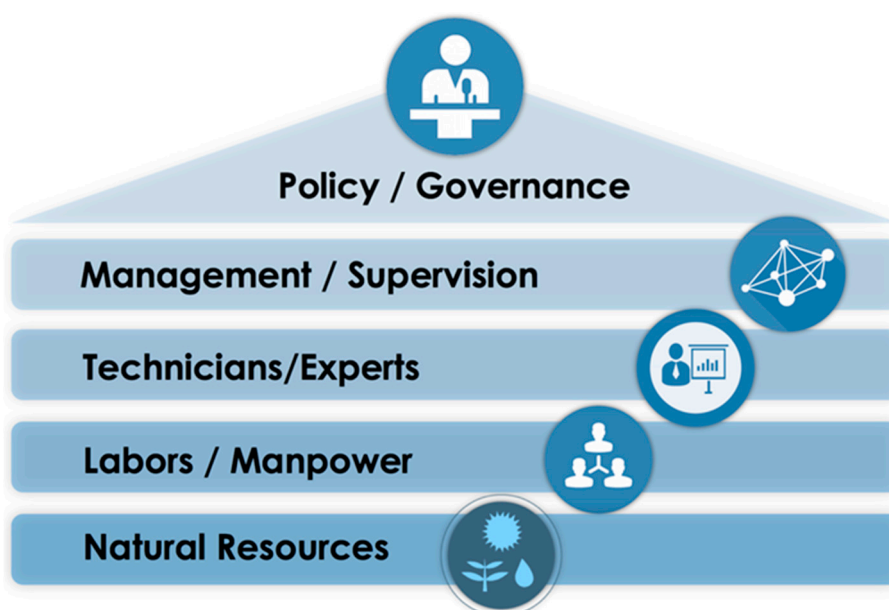 Policy / Governance
Management / Supervision
Technicians/Experts
Labors / Manpower
Natural Resources